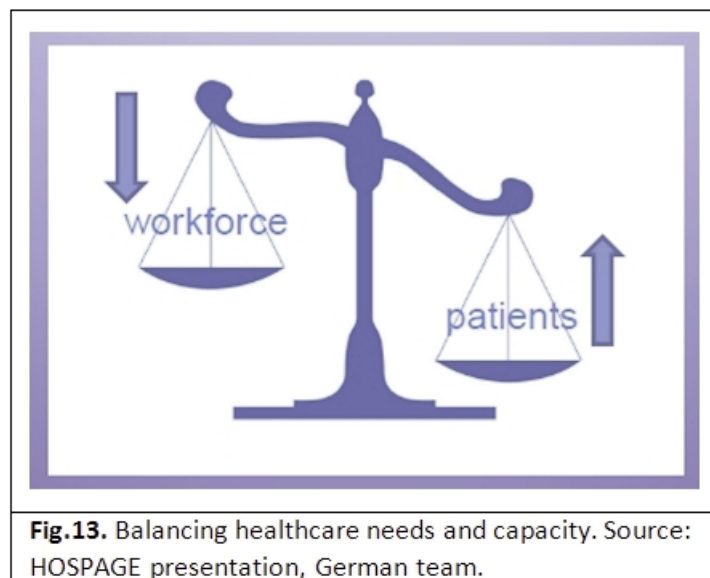 workforce
patients
Fig.13. Balancing healthcare needs and capacity. Source:
HOSPAGE presentation, German team.